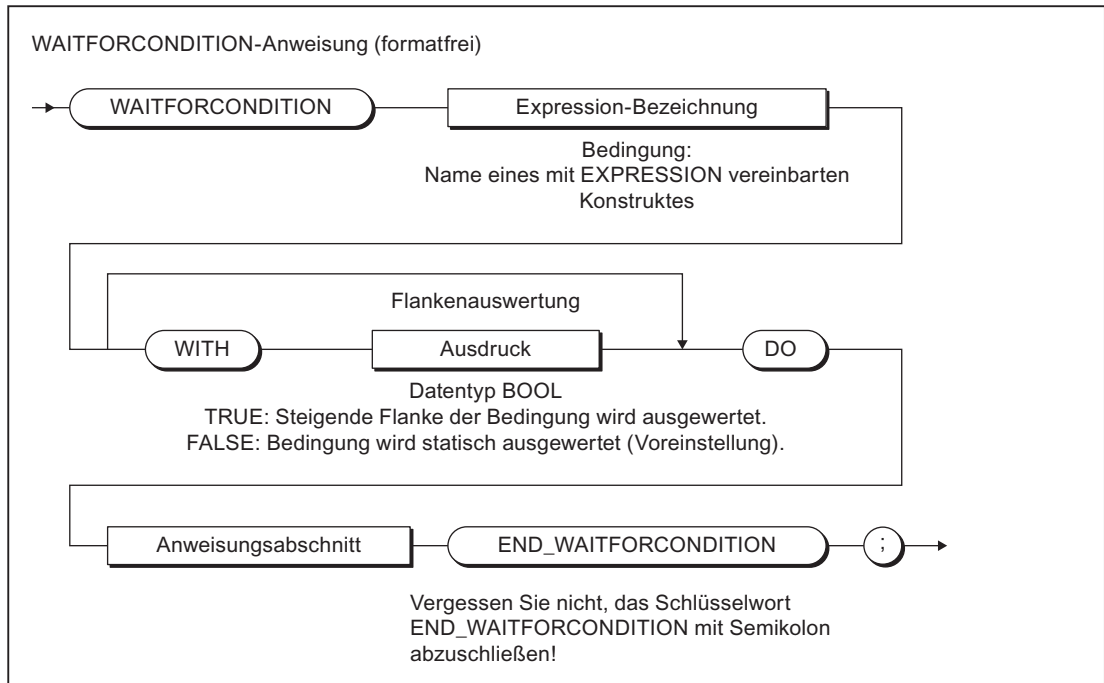 WAITFORCONDITION-Anweisung (formatfrei)
WAITFORCONDITION
Expression-Bezeichnung
Bedingung:
Name eines mit EXPRESSION vereinbarten
Konstruktes
Flankenauswertung
WITH
Ausdruck
DO
Datentyp BOOL
TRUE: Steigende Flanke der Bedingung wird ausgewertet.
FALSE: Bedingung wird statisch ausgewertet (Voreinstellung).
Anweisungsabschnitt
END_WAITFORCONDITION
;
Vergessen Sie nicht, das Schlüsselwort
END_WAITFORCONDITION mit Semikolon
abzuschließen!